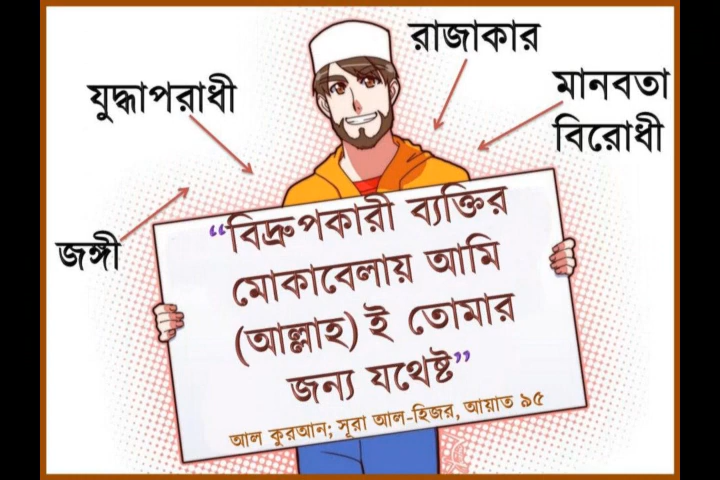 রাজাকার
যুদ্ধাপরাধী
মানবতা
বিরোধী
জঙ্গী
“বিদ্রুপকারী ব্যক্তির
মোকাবেলায় আমি
(আল্লাহ) ই তোমার
জন্য যথেষ্ট”
আল কুরআন; সূরা আল-হিজর, আয়াত ৯৫